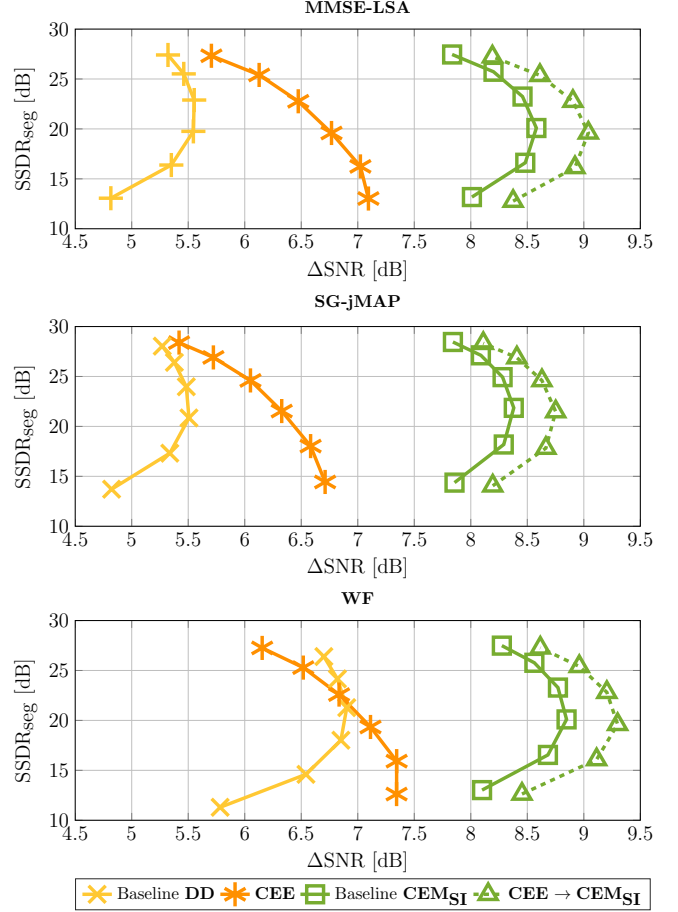 MMSE-LSA
30
25
20
15
10
SSDRseg [dB]
4.5 5 5.5 6 6.5 7 7.5 8 8.5 9 9.5
ΔSNR [dB]
SG-jMAP
30
25
20
15
10
SSDRseg [dB]
4.5 5 5.5 6 6.5 7 7.5 8 8.5 9 9.5
ΔSNR [dB]
WF
30
25
20
15
10
SSDRseg [dB]
4.5 5 5.5 6 6.5 7 7.5 8 8.5 9 9.5
ΔSNR [dB]
Baseline DD CEE Baseline CEMSI CEE → CEMSI